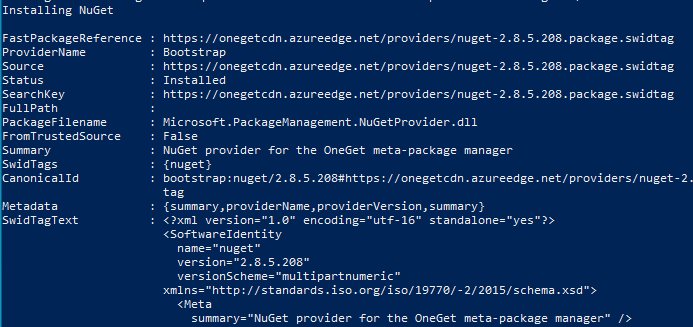 Installing NuGet
FastPackageReference : https://onegetcdn.azureedge.net/providers/nuget-2.8.5.208.package.swidtag
ProviderName : Bootstrap
Source : https://onegetcdn.azureedge.net/providers/nuget-2.8.5.208.package.swidtag
Status : Installed
SearchKey : https://onegetcdn.azureedge.net/providers/nuget-2.8.5.208.package.swidtag
FullPath :
PackageFilename : Microsoft.PackageManagement.NuGetProvider.dll
FromTrustedSource : False
Summary : NuGet provider for the OneGet meta-package manager
SwidTags : {nuget}
CanonicalId : bootstrap:nuget/2.8.5.208#https://onegetcdn.azureedge.net/providers/nuget-2.
tag
Metadata : {summary,providerName,providerVersion,summary}
SwidTagText : <?xml version="1.0" encoding="utf-16" standalone="yes"?>
<SoftwareIdentity
name="nuget"
version="2.8.5.208"
versionScheme="multipartnumeric"
xmlns="http://standards.iso.org/iso/19770/-2/2015/schema.xsd">
<Meta
summary="NuGet provider for the OneGet meta-package manager" />